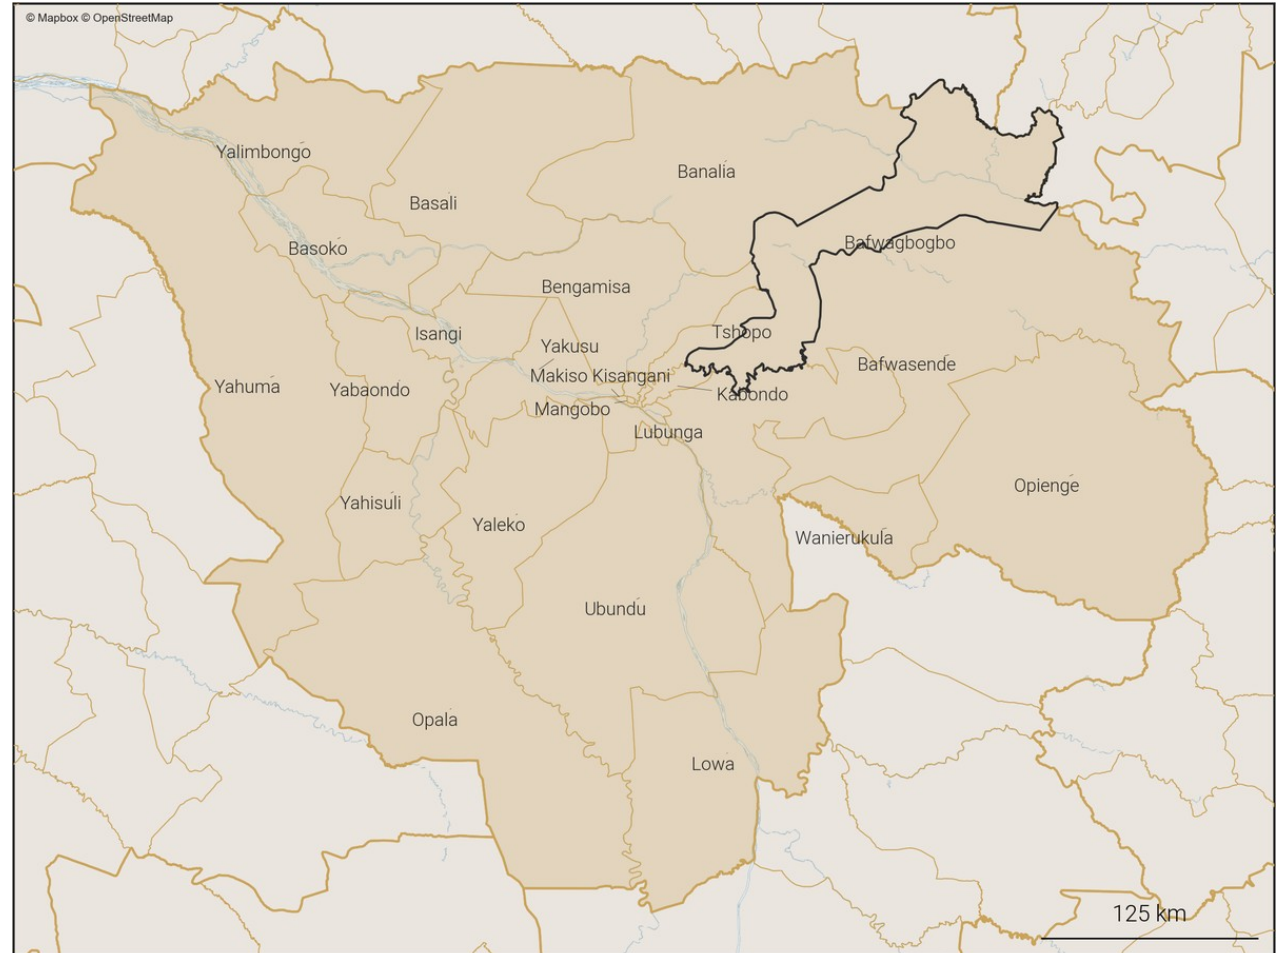 © Mapbox © OpenStreetMap
Yalimbongo
Banalia
Basali
Bafwagbogbo
Basoko
Bengamisa
Isangi
Tshopo
Yakusu
Bafwasende
Makiso Kisangani
Yahuma
Yabaondo
Kabondo
Mangobo
Lubunga
Opienge
Yahisuli
Yaleko
Wanierukula
Ubundu
Opala
Lowa
125 km